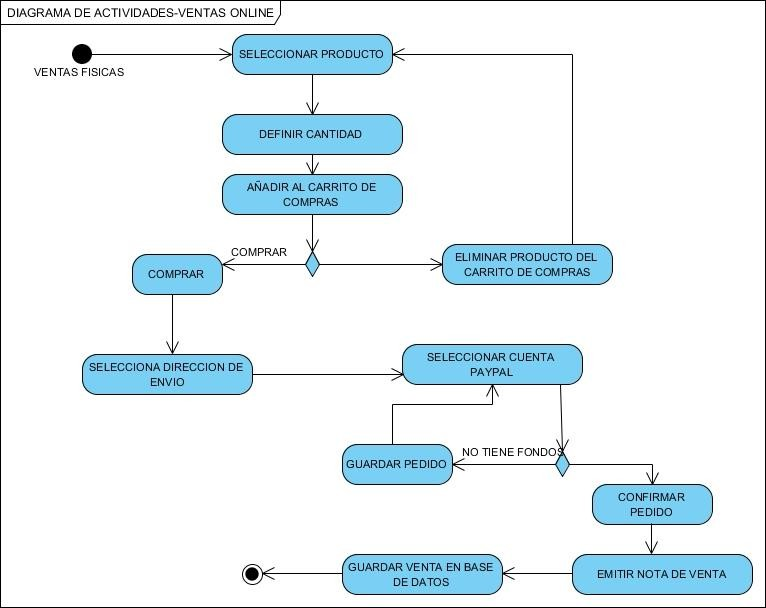 DIAGRAMA DE ACTIVIDADES-VENTAS ONLINE
SELECCIONAR PRODUCTO
VENTAS FISICAS
DEFINIR CANTIDAD
AÑADIR AL CARRITO DE
COMPRAS
COMPRAR
ELIMINAR PRODUCTO DEL
CARRITO DE COMPRAS
COMPRAR
SELECCIONA DIRECCION DE
ENVIO
SELECCIONAR CUENTA
PAYPAL
NO TIENE FONDOS
GUARDAR PEDIDO
CONFIRMAR
PEDIDO
GUARDAR VENTA EN BASE
DE DATOS
EMITIR NOTA DE VENTA